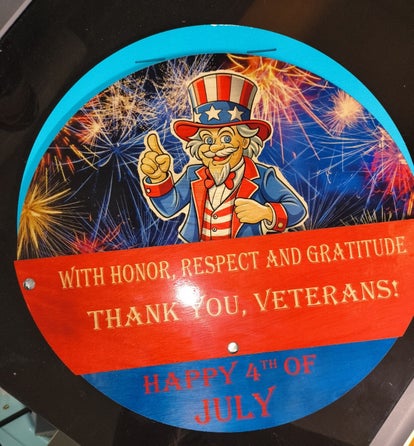 WITH HONOR, RESPECT AND GRATITUDE
THANK YOU, VETERANS!
HAPPY 4TH OF
JULY